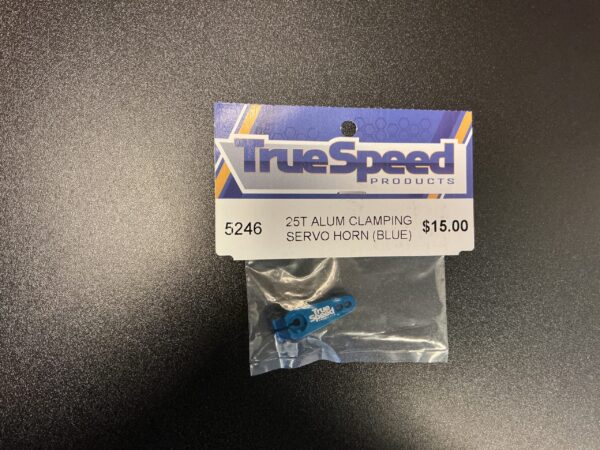 TrueSpeed
PRODUCTS
5246
25T ALUM CLAMPING
SERVO HORN (BLUE)
$15.00
True
Speed